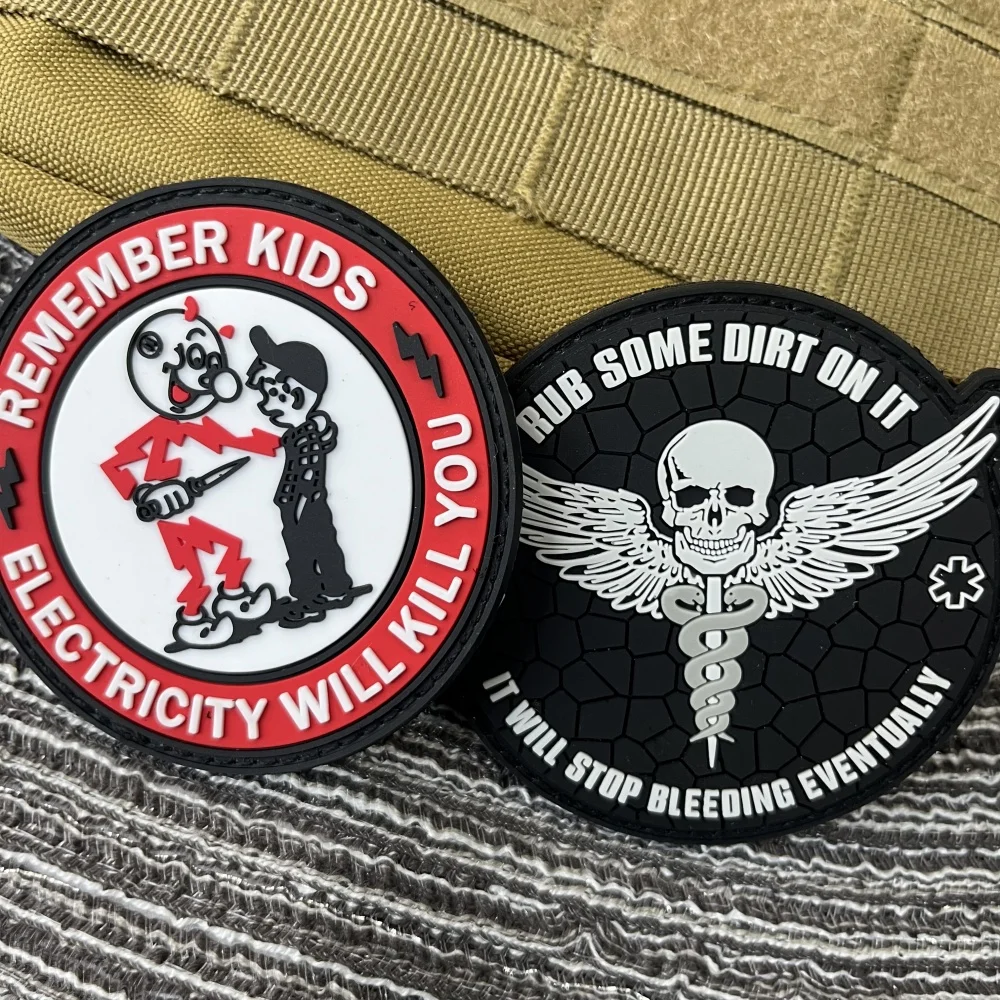 REMEMBER KIDS
ELECTRICITY WILL KILL YOU
RUB SOME DIRT ON IT
IT WILL STOP BLEEDING EVENTUALLY